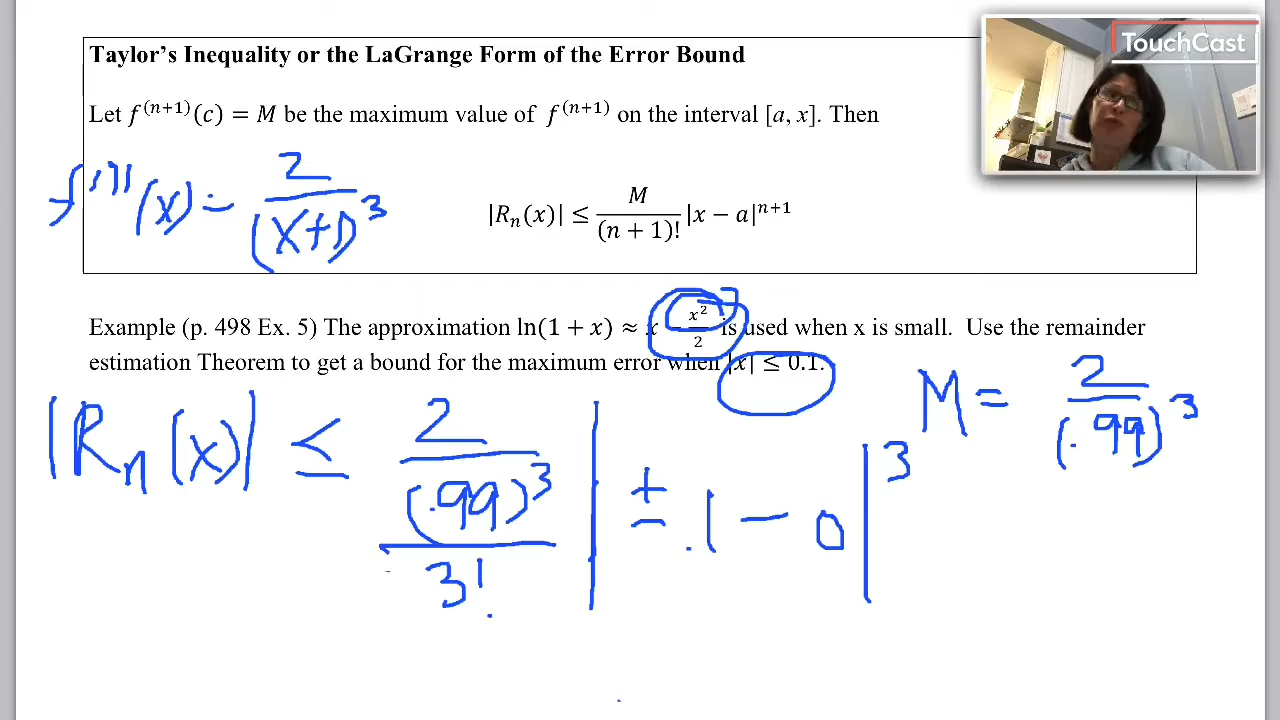 TouchCast
Taylor's Inequality or the LaGrange Form of the Error Bound
Let f^(n+1)(c) = M be the maximum value of f^(n+1) on the interval [a, x]. Then
f'''(x) = 2/(x+1)^3
|R_n(x)| ≤ M/(n + 1)! |x − a|^(n+1)
Example (p. 498 Ex. 5) The approximation ln(1 + x) ≈ x − x^2/2 is used when x is small. Use the remainder
estimation Theorem to get a bound for the maximum error when |x| ≤ 0.1.
M = 2/(.99)^3
|R_n(x)| ≤ 2/(.99)^3/3! |± .1 − 0|^3